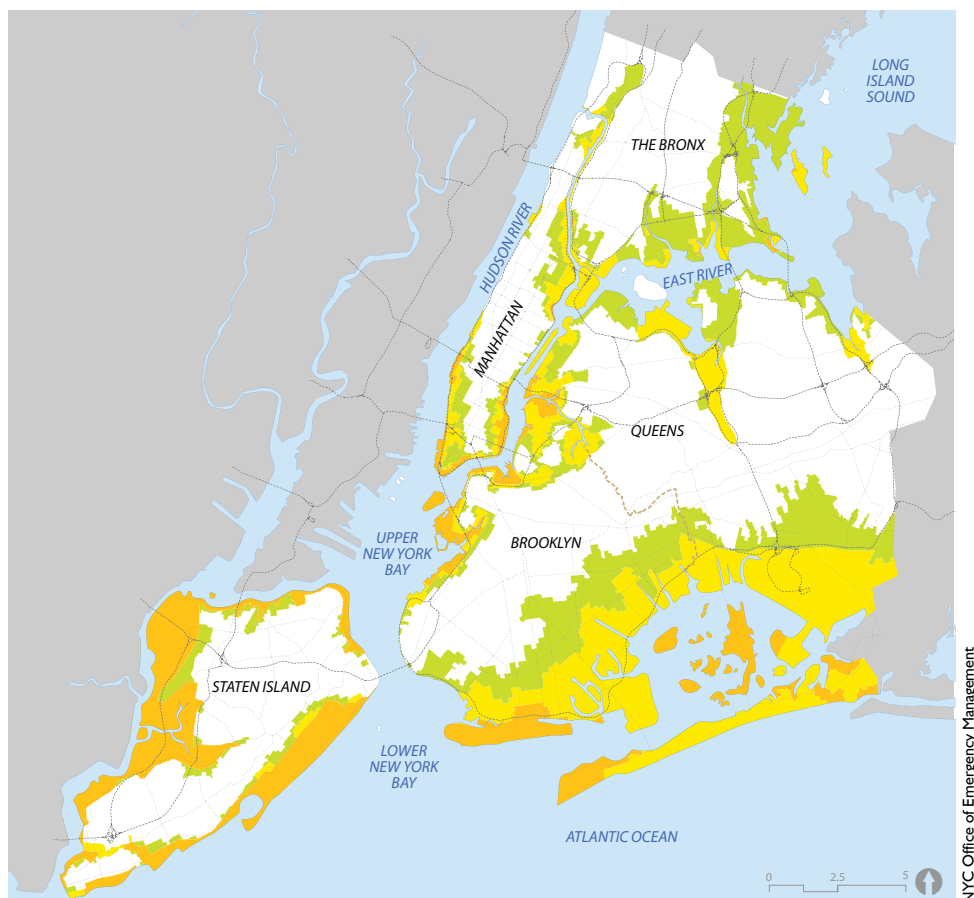 LONG
ISLAND
SOUND
THE BRONX
HUDSON RIVER
EAST RIVER
MANHATTAN
QUEENS
UPPER
NEW YORK
BAY
BROOKLYN
STATEN ISLAND
LOWER
NEW YORK
BAY
ATLANTIC OCEAN
0 2.5 5
NYC Office of Emergency Management